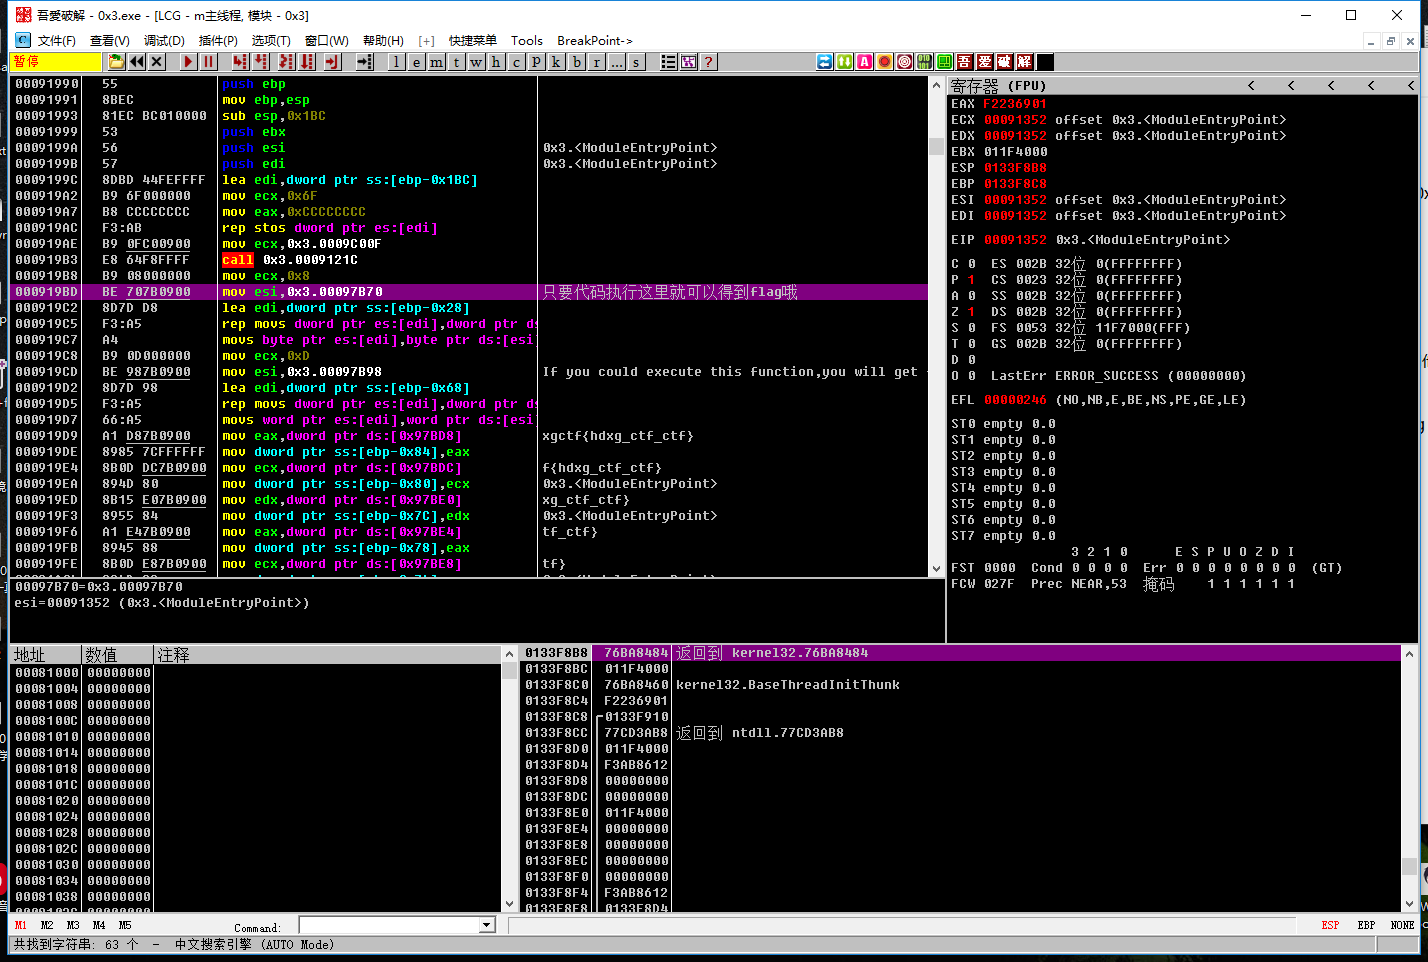 吾愛破解 - 0x3.exe - [LCG - m主线程, 模块 - 0x3]
文件(F) 查看(V) 调试(D) 插件(P) 选项(T) 窗口(W) 帮助(H) [+] 快捷菜单 Tools BreakPoint->
暂停 l e m t w h c p k b r ... s ? 吾 爱 破 解
00091990 55 push ebp
00091991 8BEC mov ebp,esp
00091993 81EC BC010000 sub esp,0x1BC
00091999 53 push ebx
0009199A 56 push esi 0x3.<ModuleEntryPoint>
0009199B 57 push edi 0x3.<ModuleEntryPoint>
0009199C 8DBD 44FEFFFF lea edi,dword ptr ss:[ebp-0x1BC]
000919A2 B9 6F000000 mov ecx,0x6F
000919A7 B8 CCCCCCCC mov eax,0xCCCCCCCC
000919AC F3:AB rep stos dword ptr es:[edi]
000919AE B9 0FC00900 mov ecx,0x3.0009C00F
000919B3 E8 64F8FFFF call 0x3.0009121C
000919B8 B9 08000000 mov ecx,0x8
000919BD BE 707B0900 mov esi,0x3.00097B70 只要代码执行这里就可以得到flag哦
000919C2 8D7D D8 lea edi,dword ptr ss:[ebp-0x28]
000919C5 F3:A5 rep movs dword ptr es:[edi],dword ptr ds
000919C7 A4 movs byte ptr es:[edi],byte ptr ds:[esi]
000919C8 B9 0D000000 mov ecx,0xD
000919CD BE 987B0900 mov esi,0x3.00097B98 If you could execute this function,you will get
000919D2 8D7D 98 lea edi,dword ptr ss:[ebp-0x68]
000919D5 F3:A5 rep movs dword ptr es:[edi],dword ptr ds
000919D7 66:A5 movs word ptr es:[edi],word ptr ds:[esi]
000919D9 A1 D87B0900 mov eax,dword ptr ds:[0x97BD8] xgctf{hdxg_ctf_ctf}
000919DE 8985 7CFFFFFF mov dword ptr ss:[ebp-0x84],eax
000919E4 8B0D DC7B0900 mov ecx,dword ptr ds:[0x97BDC] f{hdxg_ctf_ctf}
000919EA 894D 80 mov dword ptr ss:[ebp-0x80],ecx 0x3.<ModuleEntryPoint>
000919ED 8B15 E07B0900 mov edx,dword ptr ds:[0x97BE0] xg_ctf_ctf}
000919F3 8955 84 mov dword ptr ss:[ebp-0x7C],edx 0x3.<ModuleEntryPoint>
000919F6 A1 E47B0900 mov eax,dword ptr ds:[0x97BE4] tf_ctf}
000919FB 8945 88 mov dword ptr ss:[ebp-0x78],eax
000919FE 8B0D E87B0900 mov ecx,dword ptr ds:[0x97BE8] tf}
00097B70=0x3.00097B70
esi=00091352 (0x3.<ModuleEntryPoint>)
寄存器 (FPU) < < < < <
EAX F2236901
ECX 00091352 offset 0x3.<ModuleEntryPoint>
EDX 00091352 offset 0x3.<ModuleEntryPoint>
EBX 011F4000
ESP 0133F8B8
EBP 0133F8C8
ESI 00091352 offset 0x3.<ModuleEntryPoint>
EDI 00091352 offset 0x3.<ModuleEntryPoint>
EIP 00091352 0x3.<ModuleEntryPoint>
C 0 ES 002B 32位 0(FFFFFFFF)
P 1 CS 0023 32位 0(FFFFFFFF)
A 0 SS 002B 32位 0(FFFFFFFF)
Z 1 DS 002B 32位 0(FFFFFFFF)
S 0 FS 0053 32位 11F7000(FFF)
T 0 GS 002B 32位 0(FFFFFFFF)
D 0
O 0 LastErr ERROR_SUCCESS (00000000)
EFL 00000246 (NO,NB,E,BE,NS,PE,GE,LE)
ST0 empty 0.0
ST1 empty 0.0
ST2 empty 0.0
ST3 empty 0.0
ST4 empty 0.0
ST5 empty 0.0
ST6 empty 0.0
ST7 empty 0.0
3 2 1 0 E S P U O Z D I
FST 0000 Cond 0 0 0 0 Err 0 0 0 0 0 0 0 0 (GT)
FCW 027F Prec NEAR,53 掩码 1 1 1 1 1 1
地址 数值 注释
00081000 00000000
00081004 00000000
00081008 00000000
0008100C 00000000
00081010 00000000
00081014 00000000
00081018 00000000
0008101C 00000000
00081020 00000000
00081024 00000000
00081028 00000000
0008102C 00000000
00081030 00000000
00081034 00000000
00081038 00000000
0133F8B8 76BA8484 返回到 kernel32.76BA8484
0133F8BC 011F4000
0133F8C0 76BA8460 kernel32.BaseThreadInitThunk
0133F8C4 F2236901
0133F8C8 0133F910
0133F8CC 77CD3AB8 返回到 ntdll.77CD3AB8
0133F8D0 011F4000
0133F8D4 F3AB8612
0133F8D8 00000000
0133F8DC 00000000
0133F8E0 011F4000
0133F8E4 00000000
0133F8E8 00000000
0133F8EC 00000000
0133F8F0 00000000
0133F8F4 F3AB8612
0133F8F8 0133F8D4
M1 M2 M3 M4 M5 Command: ESP EBP NONE
共找到字符串: 63 个 - 中文搜索引擎 (AUTO Mode)